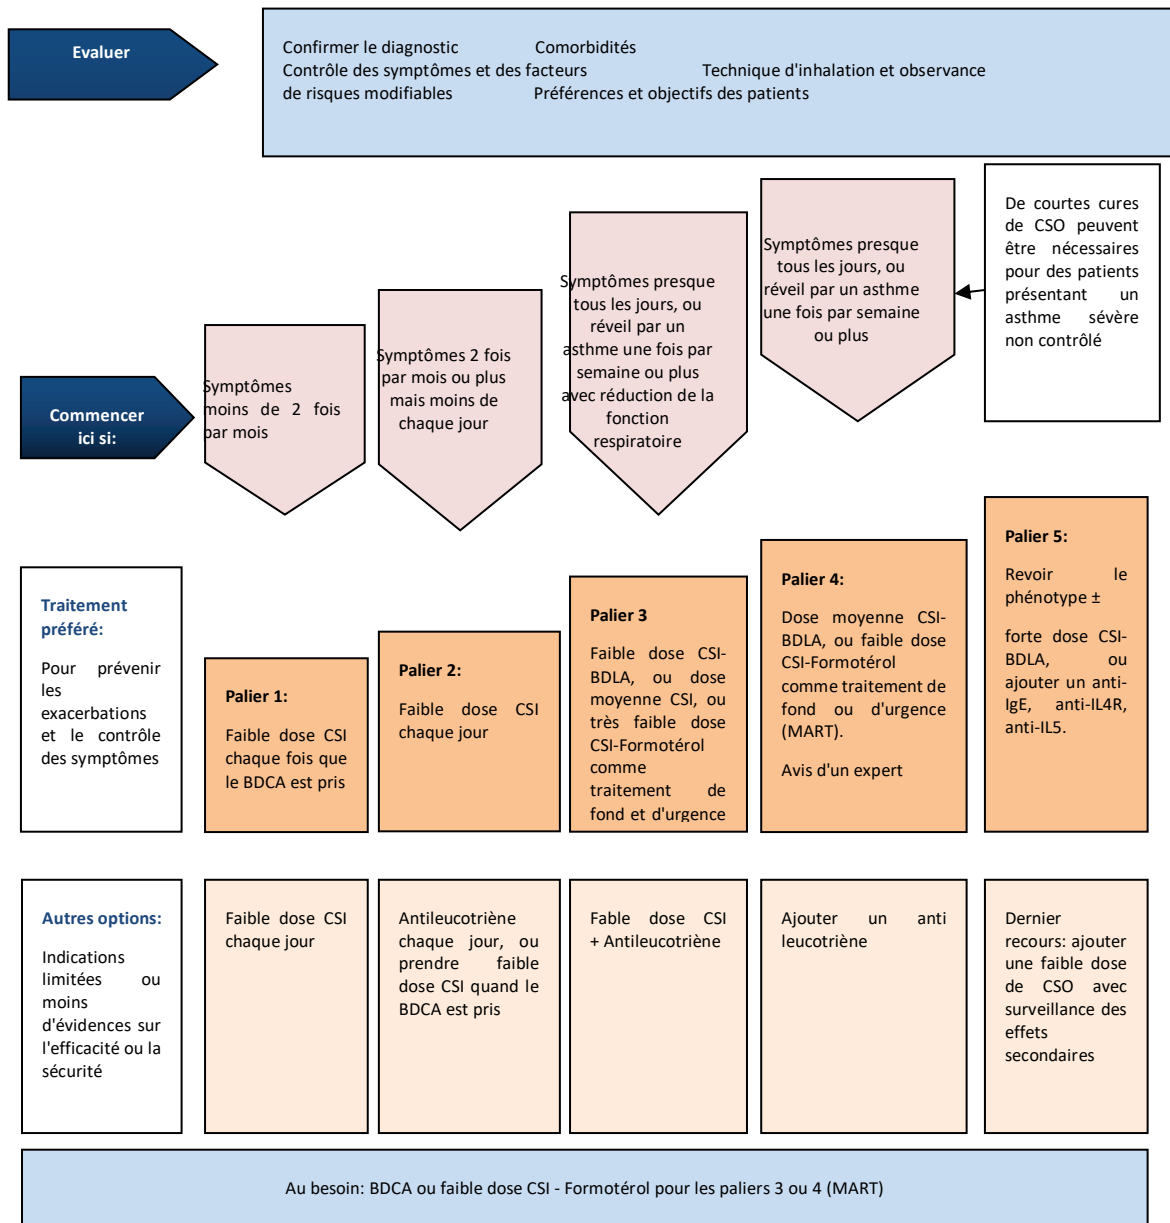 Evaluer
Confirmer le diagnostic Comorbidités
Contrôle des symptômes et des facteurs Technique d'inhalation et observance
de risques modifiables Préférences et objectifs des patients
Commencer
ici si:
Symptômes
moins de 2 fois
par mois
Symptômes 2 fois
par mois ou plus
mais moins de
chaque jour
Symptômes presque
tous les jours, ou
réveil par un
asthme une fois par
semaine ou plus
avec réduction de la
fonction
respiratoire
Symptômes presque
tous les jours, ou
réveil par un asthme
une fois par semaine
ou plus
De courtes cures
de CSO peuvent
être nécessaires
pour des patients
présentant un
asthme sévère
non contrôlé
Traitement
préféré:
Pour prévenir
les
exacerbations
et le contrôle
des symptômes
Palier 1:
Faible dose CSI
chaque fois que
le BDCA est pris
Palier 2:
Faible dose CSI
chaque jour
Palier 3
Faible dose CSI-
BDLA, ou dose
moyenne CSI, ou
très faible dose
CSI-Formotérol
comme
traitement de
fond et d'urgence
Palier 4:
Dose moyenne CSI-
BDLA, ou faible dose
CSI-Formotérol
comme traitement de
fond ou d'urgence
(MART).
Avis d'un expert
Palier 5:
Revoir le
phénotype ±
forte dose CSI-
BDLA, ou
ajouter un anti-
IgE, anti-IL4R,
anti-IL5.
Autres options:
Indications
limitées ou
moins
d'évidences sur
l'efficacité ou la
sécurité
Faible dose CSI
chaque jour
Antileucotriène
chaque jour, ou
prendre faible
dose CSI quand le
BDCA est pris
Fable dose CSI
+ Antileucotriène
Ajouter un anti
leucotriène
Dernier
recours: ajouter
une faible dose
de CSO avec
surveillance des
effets
secondaires
Au besoin: BDCA ou faible dose CSI - Formotérol pour les paliers 3 ou 4 (MART)